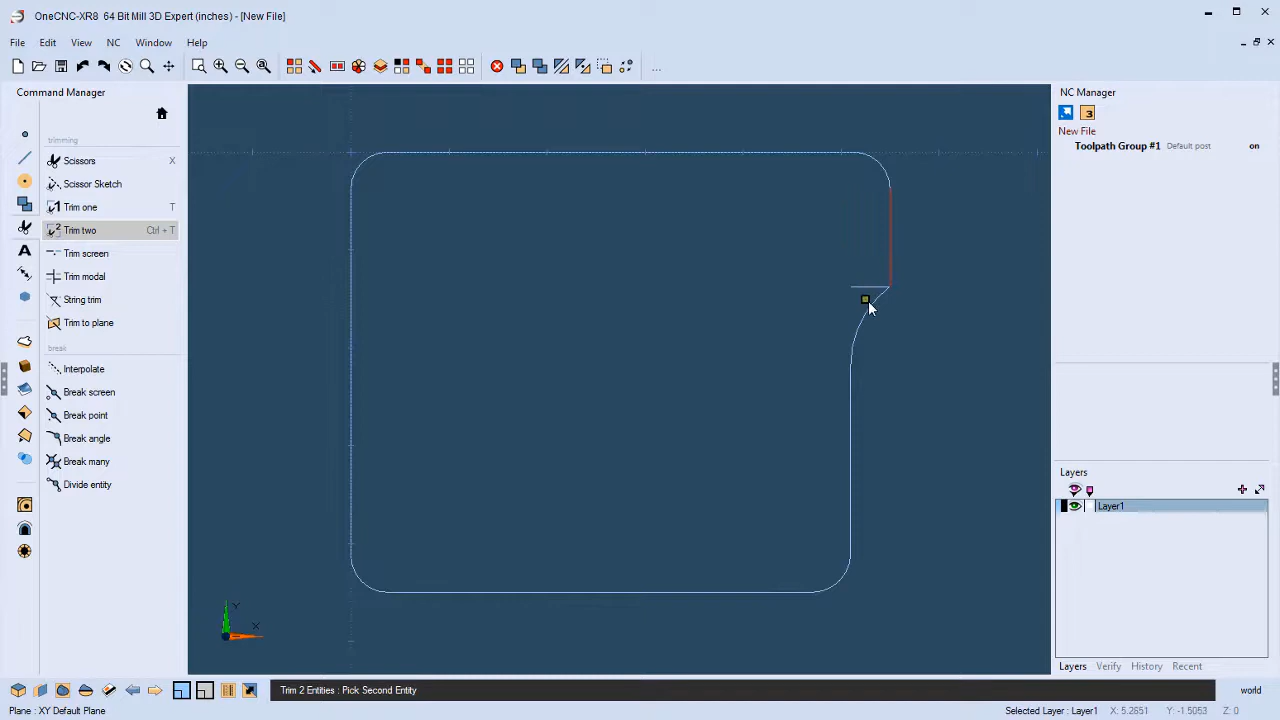 OneCNC-XR8 64 Bit Mill 3D Expert (inches) - [New File]
File Edit View NC Window Help
Command Manager
trimming
Scissors X
Scissor Sketch
Trim one T
Trim two Ctrl + T
Trim screen
Trim modal
String trim
Trim to plane
break
Interpolate
Break screen
Break point
Break angle
Break many
Divide entity
A
Y
X
NC Manager
3
New File
Toolpath Group #1 Default post on
Layers
Layer1
Layers Verify History Recent
Trim 2 Entities : Pick Second Entity
world
Plane : XY Default Plane
Selected Layer : Layer1 X: 5.2651 Y: -1.5053 Z: 0